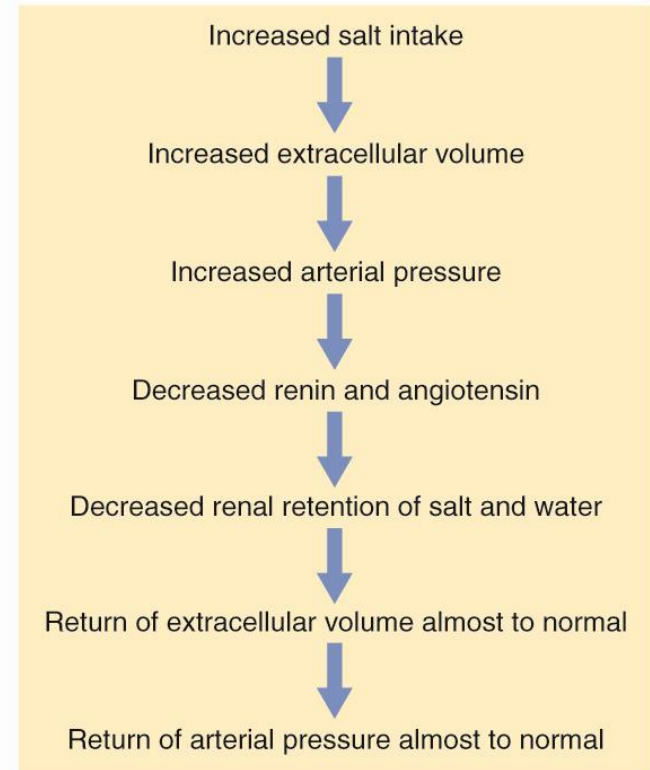 Increased salt intake
Increased extracellular volume
Increased arterial pressure
Decreased renin and angiotensin
Decreased renal retention of salt and water
Return of extracellular volume almost to normal
Return of arterial pressure almost to normal